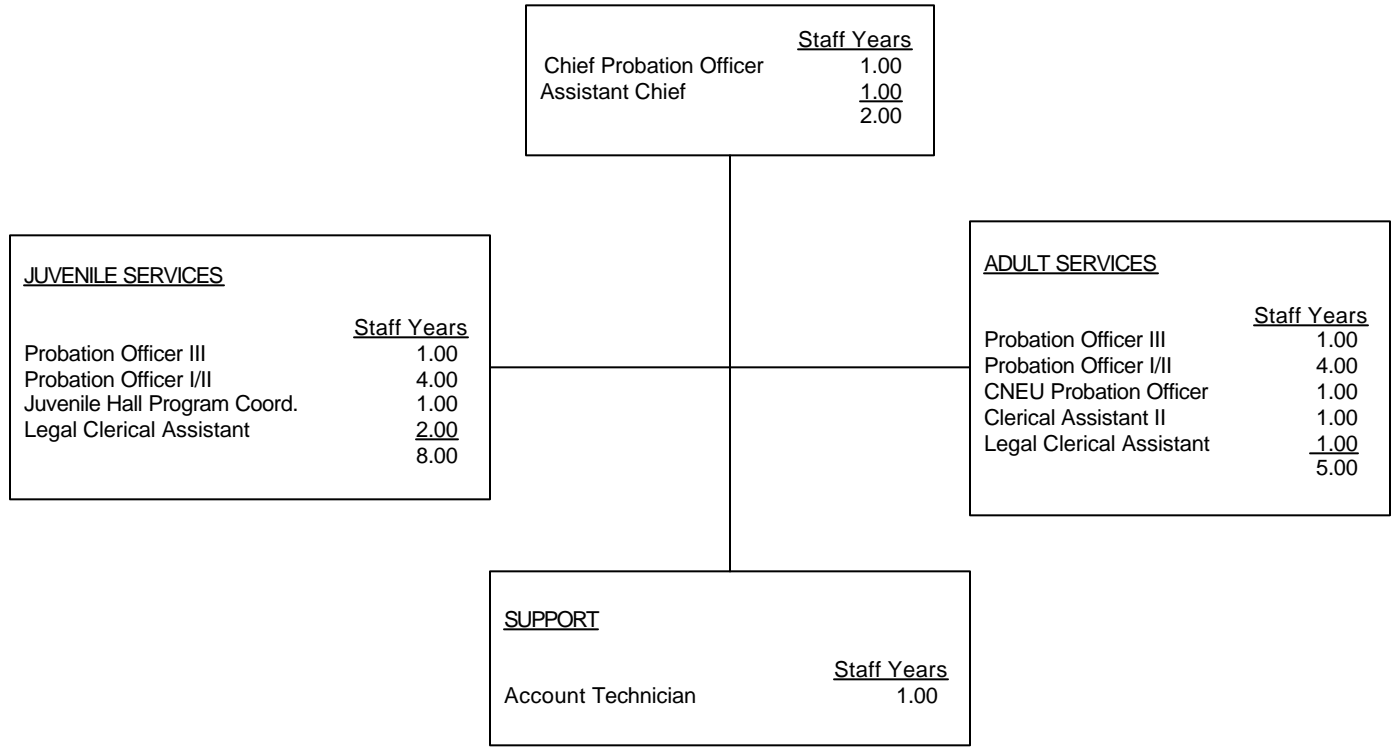 Staff Years
Chief Probation Officer 1.00
Assistant Chief 1.00
2.00
JUVENILE SERVICES
Staff Years
Probation Officer III 1.00
Probation Officer I/II 4.00
Juvenile Hall Program Coord. 1.00
Legal Clerical Assistant 2.00
8.00
ADULT SERVICES
Staff Years
Probation Officer III 1.00
Probation Officer I/II 4.00
CNEU Probation Officer 1.00
Clerical Assistant II 1.00
Legal Clerical Assistant 1.00
5.00
SUPPORT
Staff Years
Account Technician 1.00